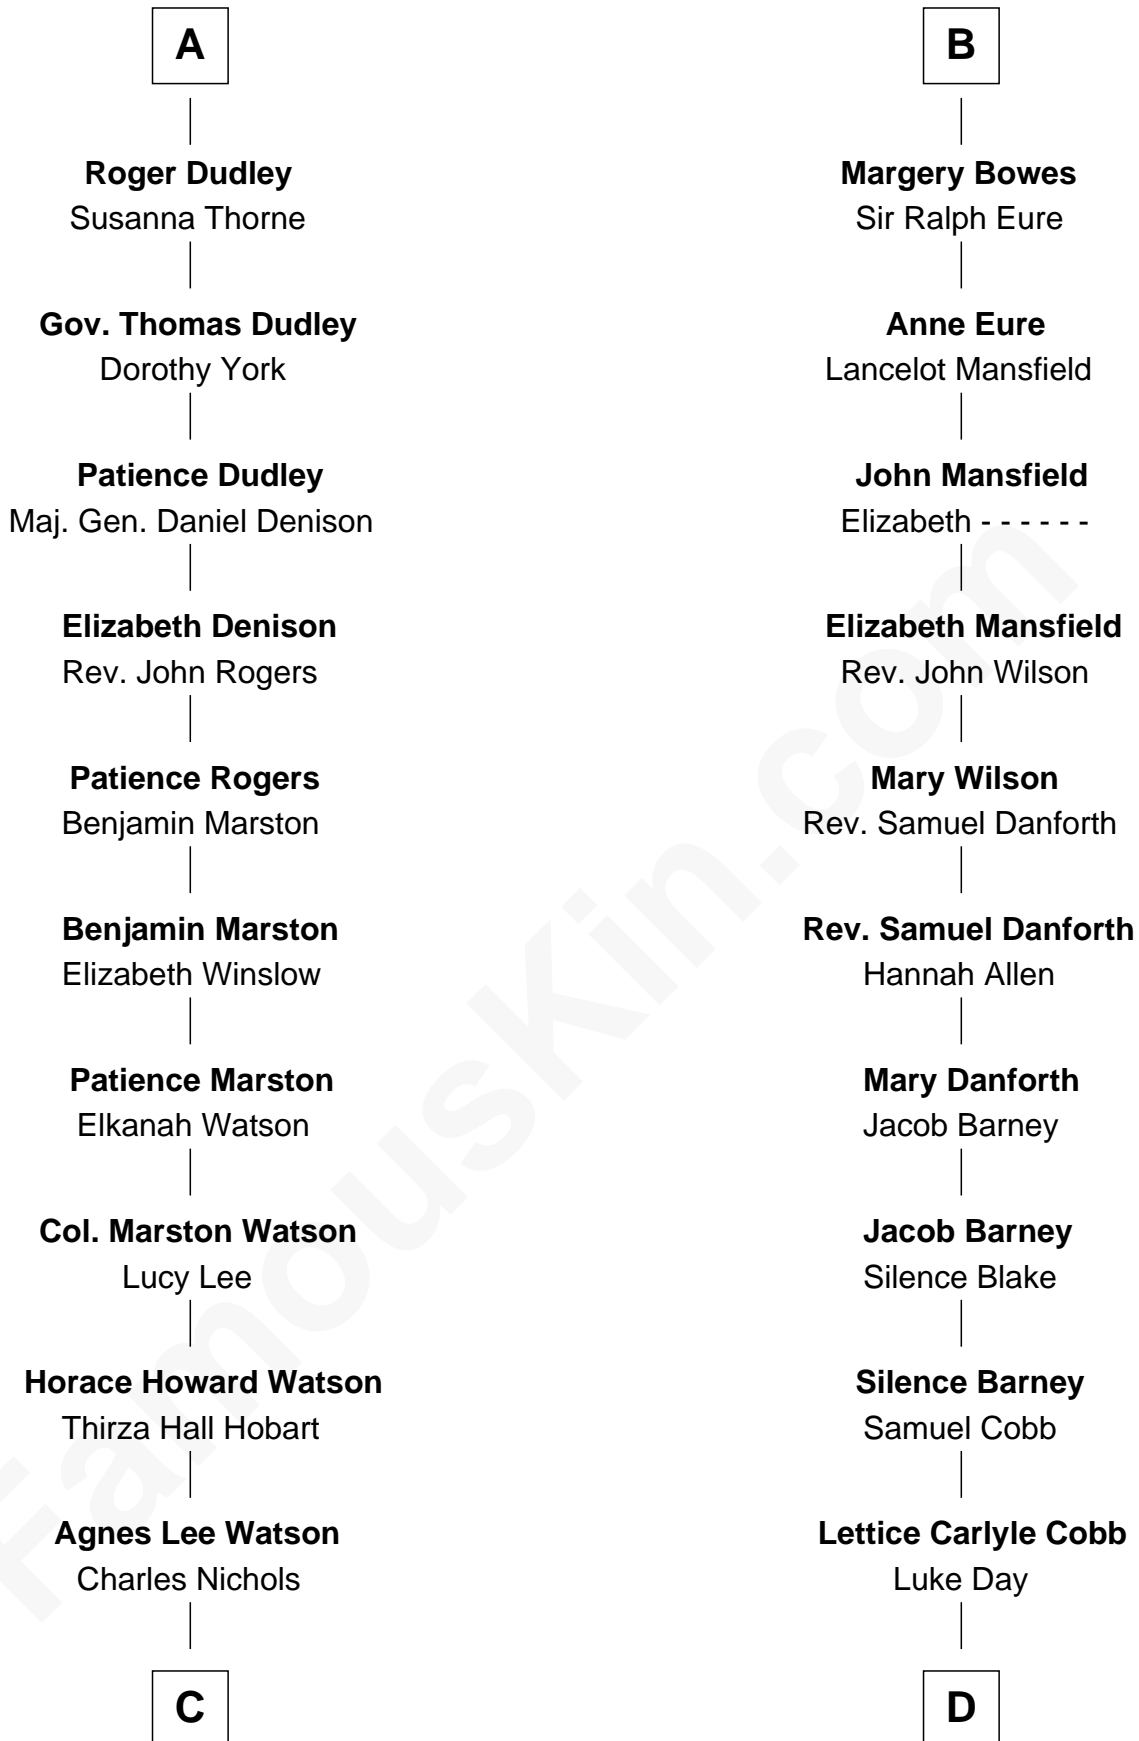 A
Roger Dudley
Susanna Thorne
Gov. Thomas Dudley
Dorothy York
Patience Dudley
Maj. Gen. Daniel Denison
Elizabeth Denison
Rev. John Rogers
Patience Rogers
Benjamin Marston
Benjamin Marston
Elizabeth Winslow
Patience Marston
Elkanah Watson
Col. Marston Watson
Lucy Lee
Horace Howard Watson
Thirza Hall Hobart
Agnes Lee Watson
Charles Nichols
C
B
Margery Bowes
Sir Ralph Eure
Anne Eure
Lancelot Mansfield
John Mansfield
Elizabeth - - - - - -
Elizabeth Mansfield
Rev. John Wilson
Mary Wilson
Rev. Samuel Danforth
Rev. Samuel Danforth
Hannah Allen
Mary Danforth
Jacob Barney
Jacob Barney
Silence Blake
Silence Barney
Samuel Cobb
Lettice Carlyle Cobb
Luke Day
D
FamousKin.com